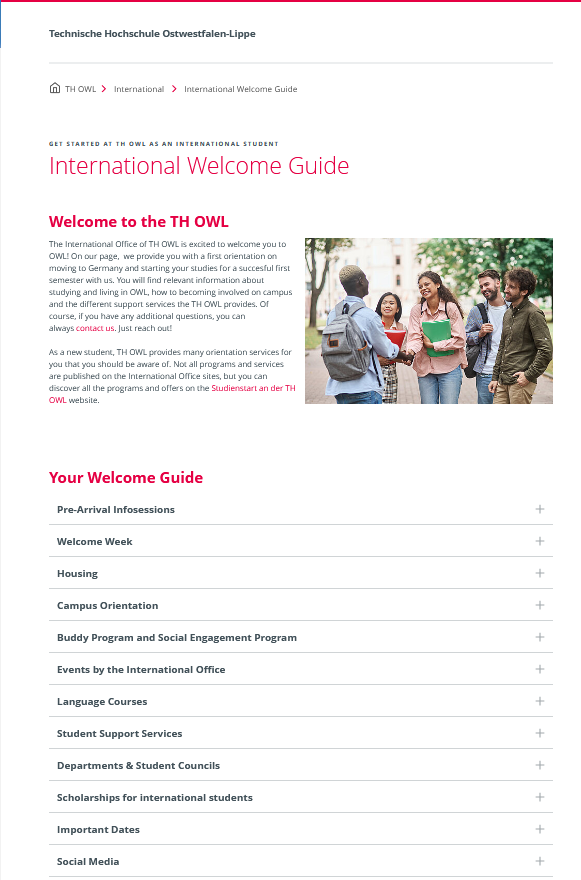 Technische Hochschule Ostwestfalen-Lippe
TH OWL International International Welcome Guide
GET STARTED AT TH OWL AS AN INTERNATIONAL STUDENT
International Welcome Guide
Welcome to the TH OWL
The International Office of TH OWL is excited to welcome you to
OWL! On our page, we provide you with a first orientation on
moving to Germany and starting your studies for a succesful first
semester with us. You will find relevant information about
studying and living in OWL, how to becoming involved on campus
and the different support services the TH OWL provides. Of
course, if you have any additional questions, you can
always contact us. Just reach out!
As a new student, TH OWL provides many orientation services for
you that you should be aware of. Not all programs and services
are published on the International Office sites, but you can
discover all the programs and offers on the Studienstart an der TH
OWL website.
Your Welcome Guide
Pre-Arrival Infosessions
Welcome Week
Housing
Campus Orientation
Buddy Program and Social Engagement Program
Events by the International Office
Language Courses
Student Support Services
Departments & Student Councils
Scholarships for international students
Important Dates
Social Media